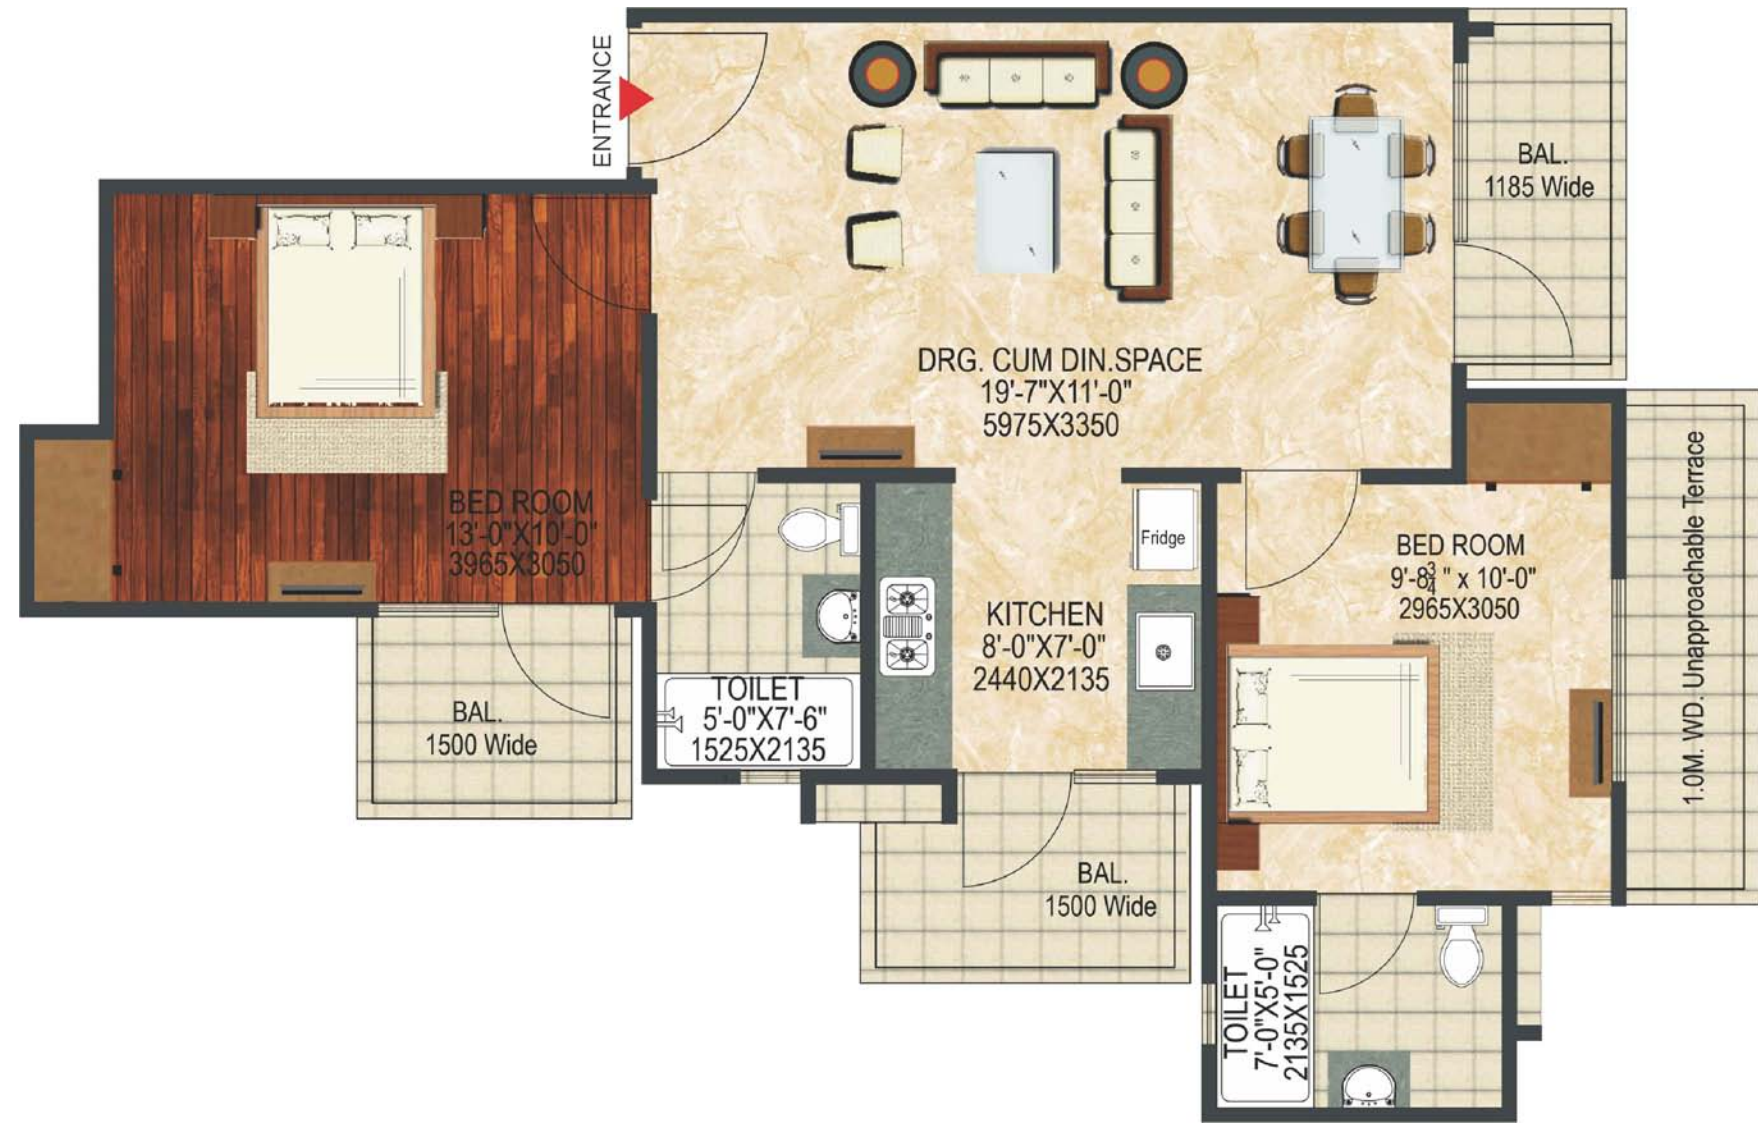 ENTRANCE
BAL.
1185 Wide
DRG. CUM DIN.SPACE
19'-7"X11'-0"
5975X3350
BED ROOM
13'-0"X10'-0"
3965X3050
Fridge
BED ROOM
9'-8¾" x 10'-0"
2965X3050
1.0M. WD. Unapproachable Terrace
KITCHEN
8'-0"X7'-0"
2440X2135
TOILET
5'-0"X7'-6"
1525X2135
BAL.
1500 Wide
BAL.
1500 Wide
TOILET
7'-0"X5'-0"
2135X1525